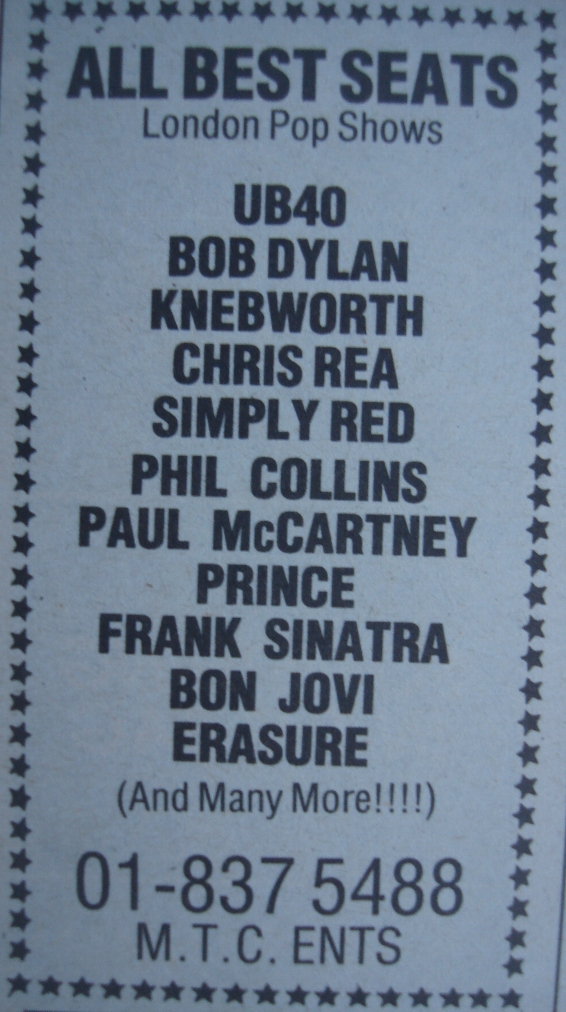 ALL BEST SEATS
London Pop Shows
UB40
BOB DYLAN
KNEBWORTH
CHRIS REA
SIMPLY RED
PHIL COLLINS
PAUL McCARTNEY
PRINCE
FRANK SINATRA
BON JOVI
ERASURE
(And Many More!!!!)
01-837 5488
M.T.C. ENTS